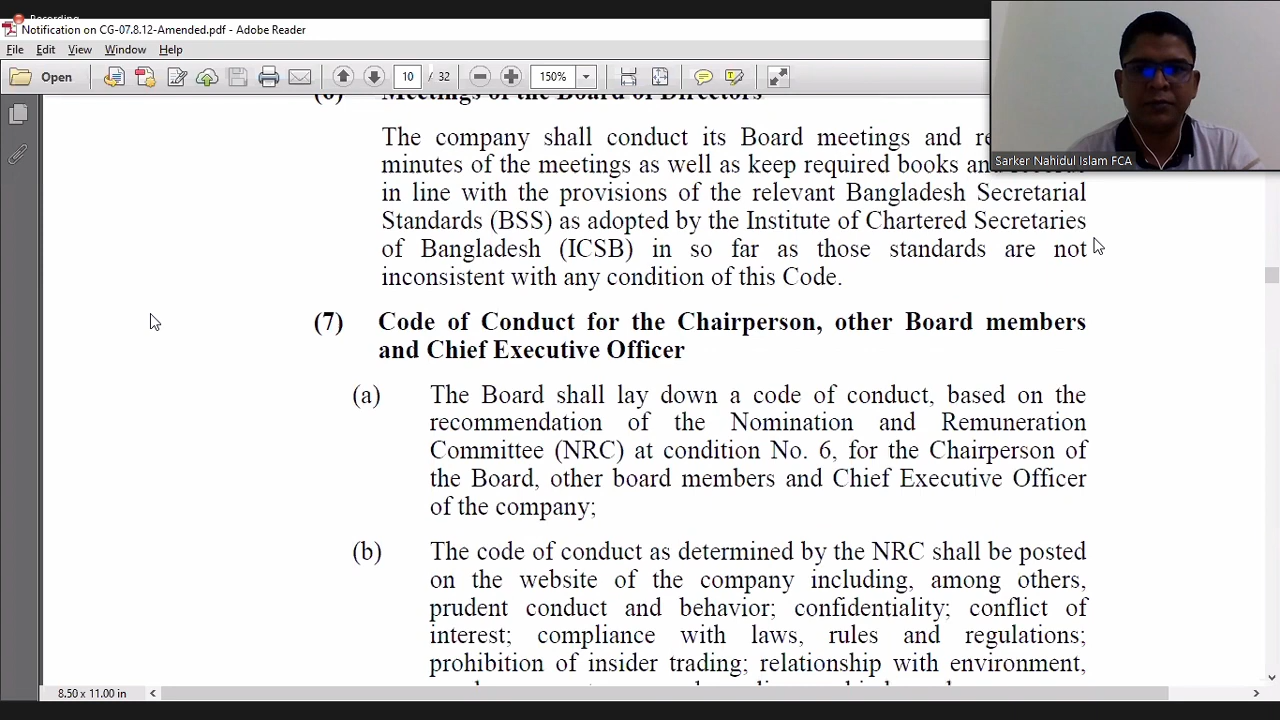 Recording
Notification on CG-07.8.12-Amended.pdf - Adobe Reader
File Edit View Window Help
Open 10 / 32 150%
Sarker Nahidul Islam FCA
(6) Meetings of the Board of Directors
The company shall conduct its Board meetings and
minutes of the meetings as well as keep required books and
in line with the provisions of the relevant Bangladesh Secretarial
Standards (BSS) as adopted by the Institute of Chartered Secretaries
of Bangladesh (ICSB) in so far as those standards are not
inconsistent with any condition of this Code.
(7) Code of Conduct for the Chairperson, other Board members
and Chief Executive Officer
(a) The Board shall lay down a code of conduct, based on the
recommendation of the Nomination and Remuneration
Committee (NRC) at condition No. 6, for the Chairperson of
the Board, other board members and Chief Executive Officer
of the company;
(b) The code of conduct as determined by the NRC shall be posted
on the website of the company including, among others,
prudent conduct and behavior; confidentiality; conflict of
interest; compliance with laws, rules and regulations;
prohibition of insider trading; relationship with environment,
8.50 x 11.00 in